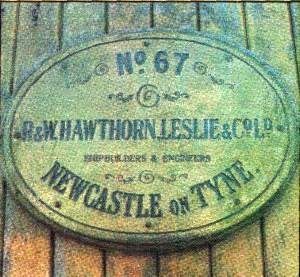 No. 67
R&W. HAWTHORN. LESLIE & Co. LD.
SHIPBUILDERS & ENGINEERS
NEWCASTLE ON TYNE.